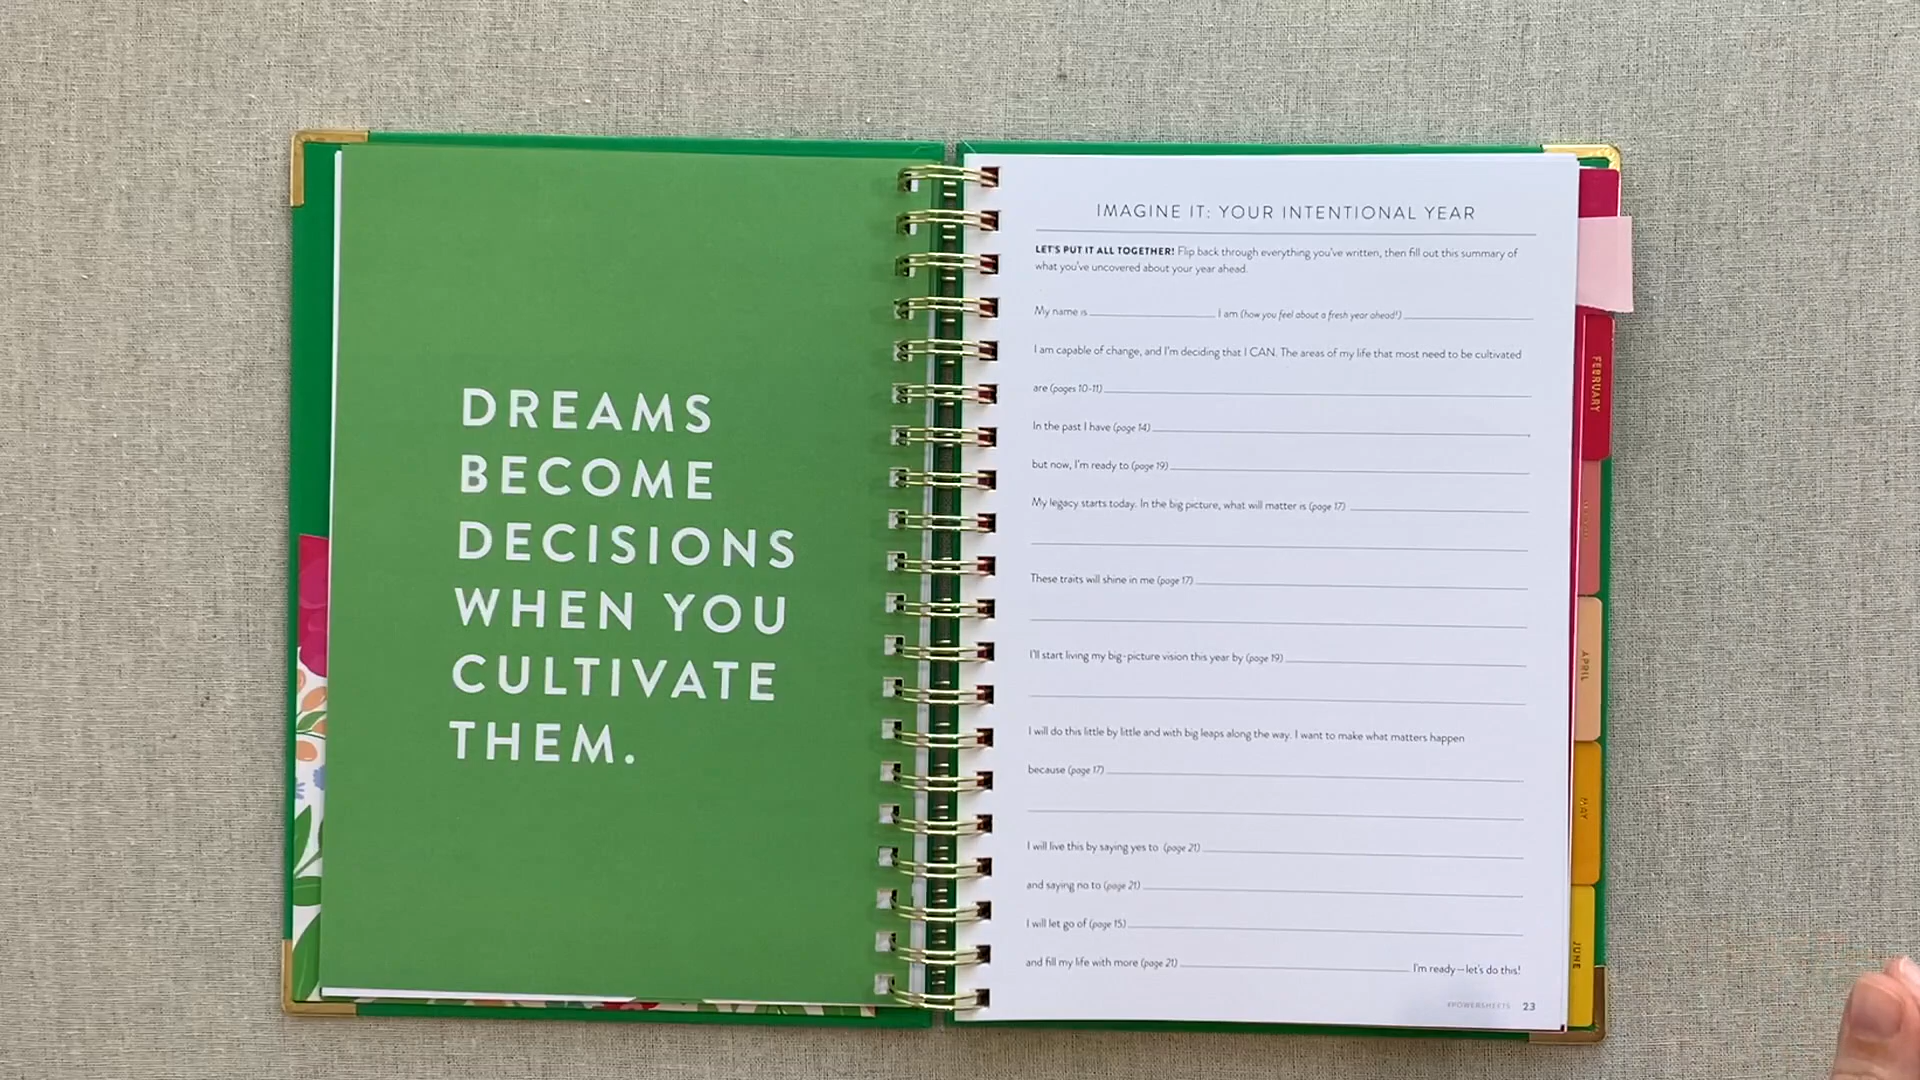 DREAMS
BECOME
DECISIONS
WHEN YOU
CULTIVATE
THEM.
IMAGINE IT: YOUR INTENTIONAL YEAR
LET'S PUT IT ALL TOGETHER! Flip back through everything you've written, then fill out this summary of
what you've uncovered about your year ahead.
My name is I am (how you feel about a fresh year ahead!)
I am capable of change, and I'm deciding that I CAN. The areas of my life that most need to be cultivated
are (pages 10-11)
In the past I have (page 14)
but now, I'm ready to (page 19)
My legacy starts today. In the big picture, what will matter is (page 17)
These traits will shine in me (page 17)
I'll start living my big-picture vision this year by (page 19)
I will do this little by little and with big leaps along the way. I want to make what matters happen
because (page 17)
I will live this by saying yes to (page 21)
and saying no to (page 21)
I will let go of (page 15)
and fill my life with more (page 21) I'm ready—let's do this!
#POWERSHEETS 23
FEBRUARY
APRIL
MAY
JUNE